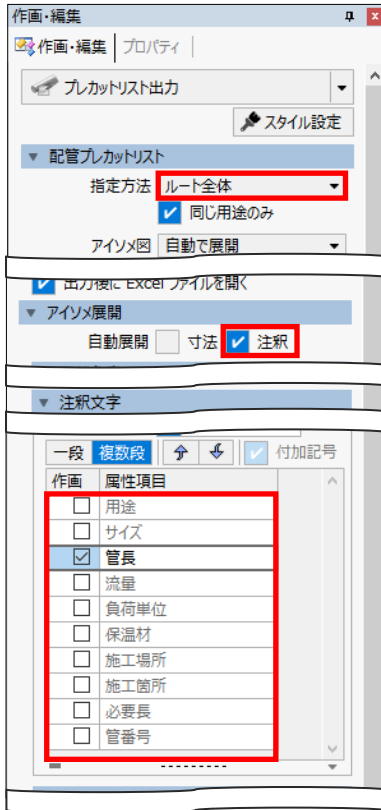 作画・編集
作画・編集 プロパティ
プレカットリスト出力
スタイル設定
配管プレカットリスト
指定方法 ルート全体
同じ用途のみ
アイソメ図 自動で展開
出力後に Excel ファイルを開く
アイソメ展開
自動展開 寸法 注釈
注釈文字
一段 複数段 付加記号
作画 属性項目
用途
サイズ
管長
流量
負荷単位
保温材
施工場所
施工箇所
必要長
管番号